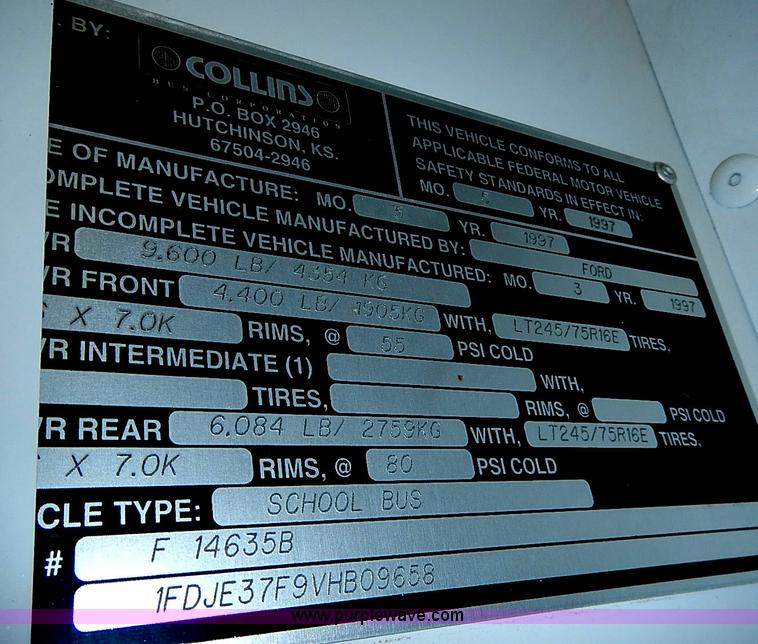 . BY:
COLLINS
BUS CORPORATION
P.O. BOX 2946
HUTCHINSON, KS.
67504-2946
THIS VEHICLE CONFORMS TO ALL
APPLICABLE FEDERAL MOTOR VEHICLE
SAFETY STANDARDS IN EFFECT IN:
MO. 5 YR. 1997
E OF MANUFACTURE: MO. 5 YR. 1997
OMPLETE VEHICLE MANUFACTURED BY: FORD
E INCOMPLETE VEHICLE MANUFACTURED: MO. 3 YR. 1997
VR 9,600 LB/ 4354 KG
VR FRONT 4,400 LB/ 1905KG WITH, LT245/75R16E TIRES.
X 7.0K RIMS, @ 55 PSI COLD
VR INTERMEDIATE (1) WITH,
TIRES, RIMS, @ PSI COLD
VR REAR 6,084 LB/ 2759KG WITH, LT245/75R16E TIRES.
X 7.0K RIMS, @ 80 PSI COLD
CLE TYPE: SCHOOL BUS
# F 14635B
1FDJE37F9VHB09658
www.purplewave.com